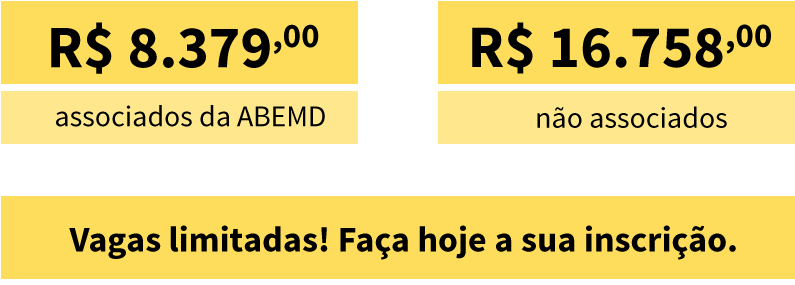 R$ 8.379,00
associados da ABEMD
R$ 16.758,00
não associados
Vagas limitadas! Faça hoje a sua inscrição.